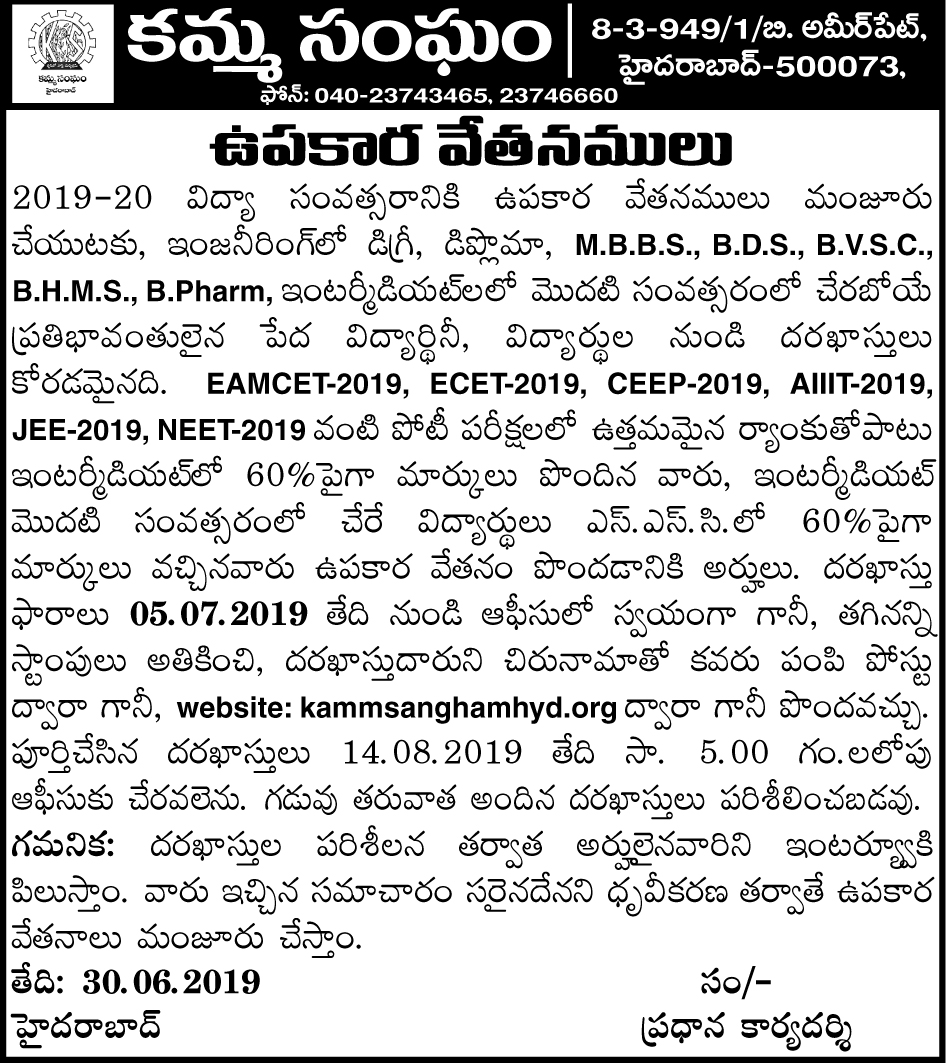 కమ్మ సంఘం
హైదరాబాద్
కమ్మ సంఘం
8-3-949/1/బి. అమీర్‌పేట్,
హైదరాబాద్-500073,
ఫోన్: 040-23743465, 23746660
ఉపకార వేతనములు
2019-20 విద్యా సంవత్సరానికి ఉపకార వేతనములు మంజూరు
చేయుటకు, ఇంజనీరింగ్‌లో డిగ్రీ, డిప్లొమా, M.B.B.S., B.D.S., B.V.S.C.,
B.H.M.S., B.Pharm, ఇంటర్మీడియట్‌లలో మొదటి సంవత్సరంలో చేరబోయే
ప్రతిభావంతులైన పేద విద్యార్థినీ, విద్యార్థుల నుండి దరఖాస్తులు
కోరడమైనది. EAMCET-2019, ECET-2019, CEEP-2019, AIIIT-2019,
JEE-2019, NEET-2019 వంటి పోటీ పరీక్షలలో ఉత్తమమైన ర్యాంకుతోపాటు
ఇంటర్మీడియట్‌లో 60%పైగా మార్కులు పొందిన వారు, ఇంటర్మీడియట్
మొదటి సంవత్సరంలో చేరే విద్యార్థులు ఎస్.ఎస్.సి.లో 60%పైగా
మార్కులు వచ్చినవారు ఉపకార వేతనం పొందడానికి అర్హులు. దరఖాస్తు
ఫారాలు 05.07.2019 తేది నుండి ఆఫీసులో స్వయంగా గానీ, తగినన్ని
స్టాంపులు అతికించి, దరఖాస్తుదారుని చిరునామాతో కవరు పంపి పోస్టు
ద్వారా గానీ, website: kammsanghamhyd.org ద్వారా గానీ పొందవచ్చు.
పూర్తిచేసిన దరఖాస్తులు 14.08.2019 తేది సా. 5.00 గం.లలోపు
ఆఫీసుకు చేరవలెను. గడువు తరువాత అందిన దరఖాస్తులు పరిశీలించబడవు.
గమనిక: దరఖాస్తుల పరిశీలన తర్వాత అర్హులైనవారిని ఇంటర్వ్యూకి
పిలుస్తాం. వారు ఇచ్చిన సమాచారం సరైనదేనని ధృవీకరణ తర్వాతే ఉపకార
వేతనాలు మంజూరు చేస్తాం.
తేది: 30.06.2019
సం/-
హైదరాబాద్
ప్రధాన కార్యదర్శి